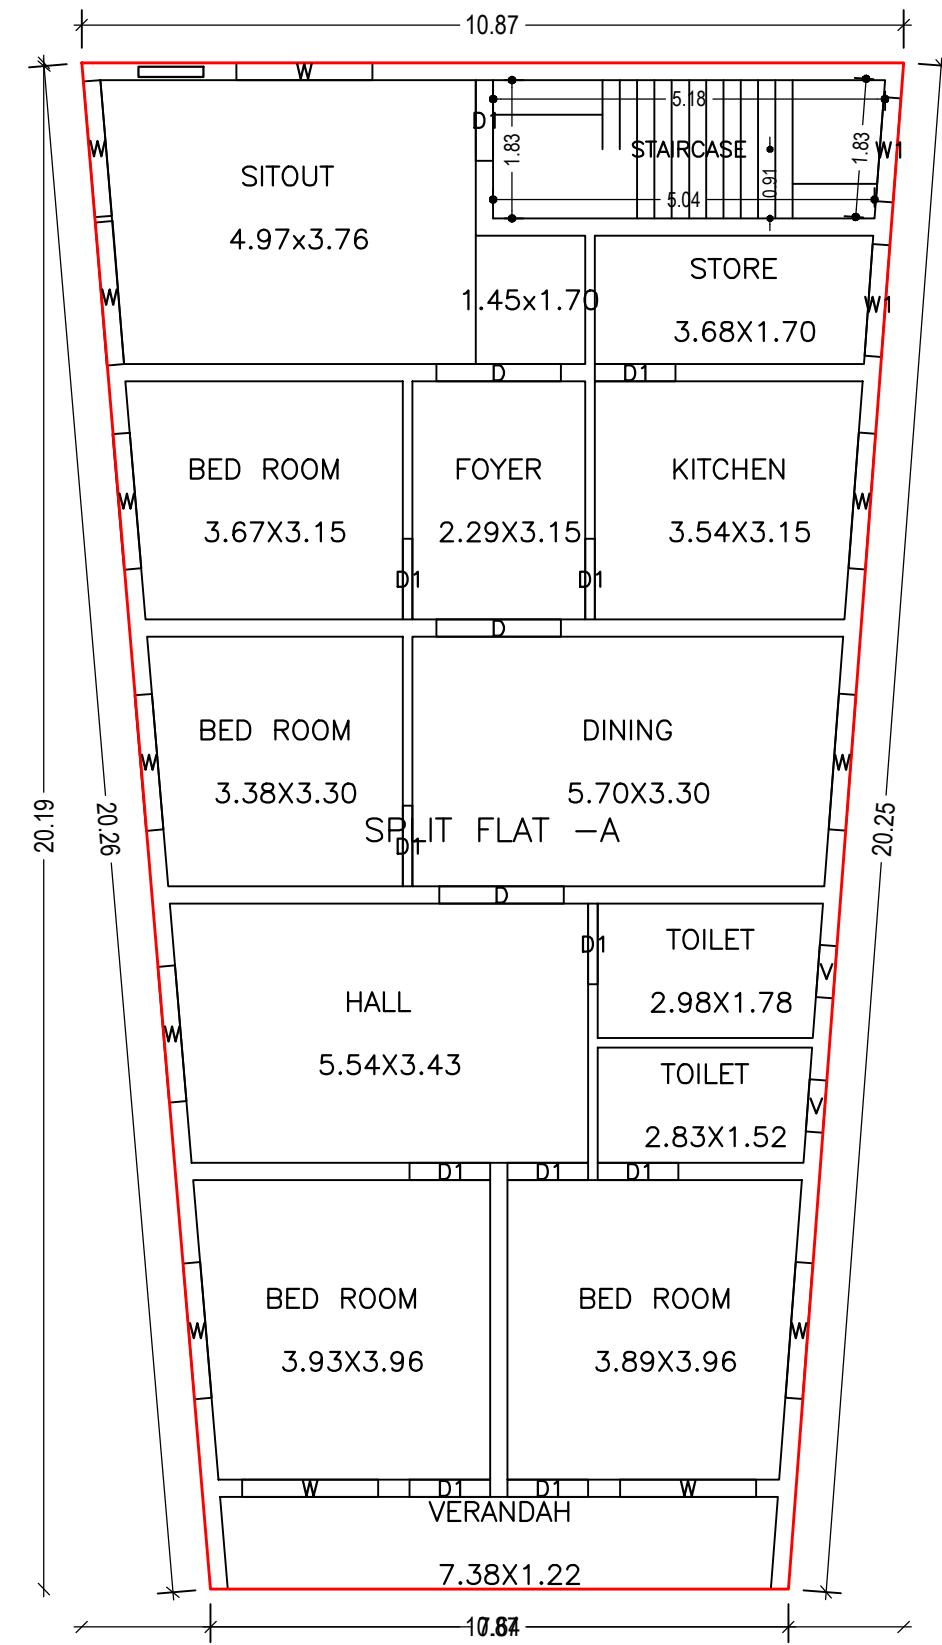 10.87
W
D1
5.18
1.83
STAIRCASE
1.83
W1
W
SITOUT
0.91
5.04
4.97x3.76
STORE
W
1.45x1.70
W1
3.68X1.70
D
D1
BED ROOM
FOYER
KITCHEN
W
W
3.67X3.15
2.29X3.15
3.54X3.15
D1
D1
D
BED ROOM
DINING
W
W
3.38X3.30
5.70X3.30
20.19
20.26
SPLIT FLAT -A
20.25
D1
D
D1
TOILET
V
HALL
2.98X1.78
W
5.54X3.43
TOILET
V
2.83X1.52
D1
D1
D1
BED ROOM
BED ROOM
W
W
3.93X3.96
3.89X3.96
W
D1
D1
W
VERANDAH
7.38X1.22
10.87
7.64